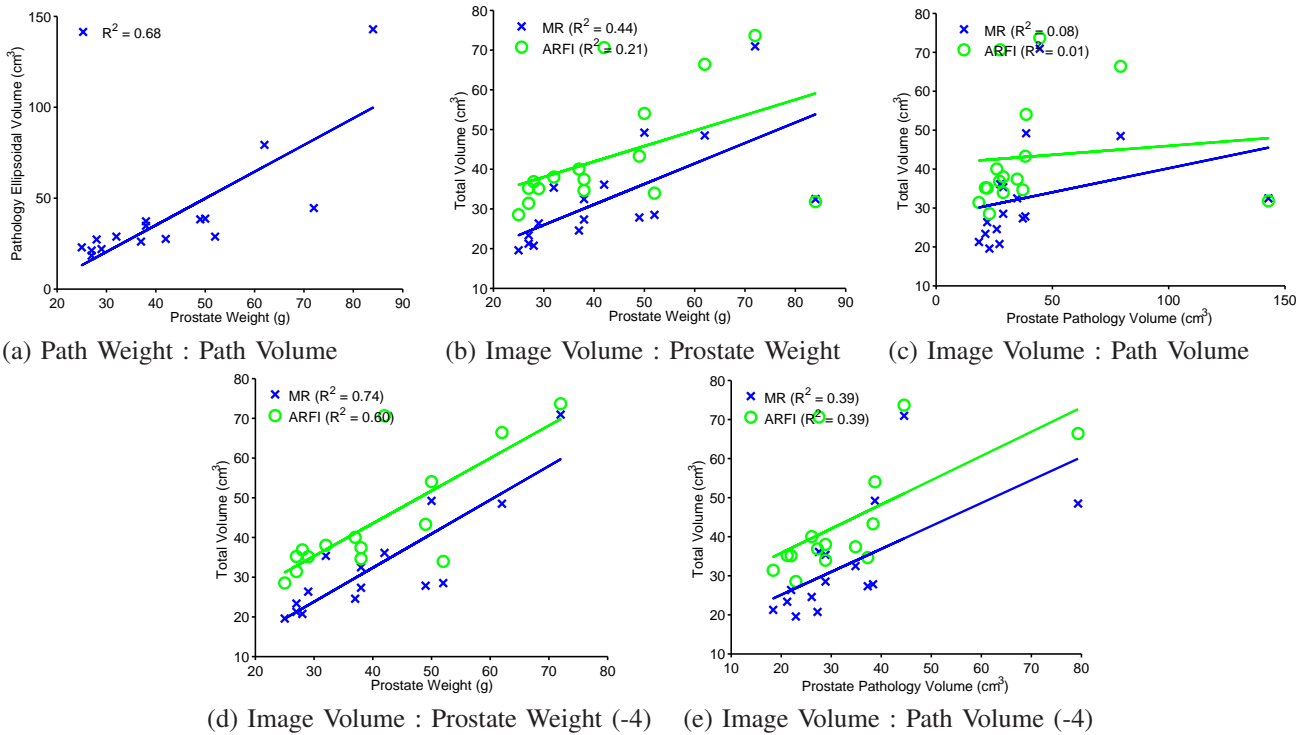 150
100
50
0
20 30 40 50 60 70 80 90
Pathology Ellipsoidal Volume (cm³)
Prostate Weight (g)
R² = 0.68
(a) Path Weight : Path Volume
80
70
60
50
40
30
20
10
20 30 40 50 60 70 80 90
Total Volume (cm³)
Prostate Weight (g)
MR (R² = 0.44)
ARFI (R² = 0.21)
(b) Image Volume : Prostate Weight
80
70
60
50
40
30
20
10
0 50 100 150
Total Volume (cm³)
Prostate Pathology Volume (cm³)
MR (R² = 0.08)
ARFI (R² = 0.01)
(c) Image Volume : Path Volume
80
70
60
50
40
30
20
10
20 30 40 50 60 70 80
Total Volume (cm³)
Prostate Weight (g)
MR (R² = 0.74)
ARFI (R² = 0.60)
(d) Image Volume : Prostate Weight (-4)
80
70
60
50
40
30
20
10
10 20 30 40 50 60 70 80
Total Volume (cm³)
Prostate Pathology Volume (cm³)
MR (R² = 0.39)
ARFI (R² = 0.39)
(e) Image Volume : Path Volume (-4)